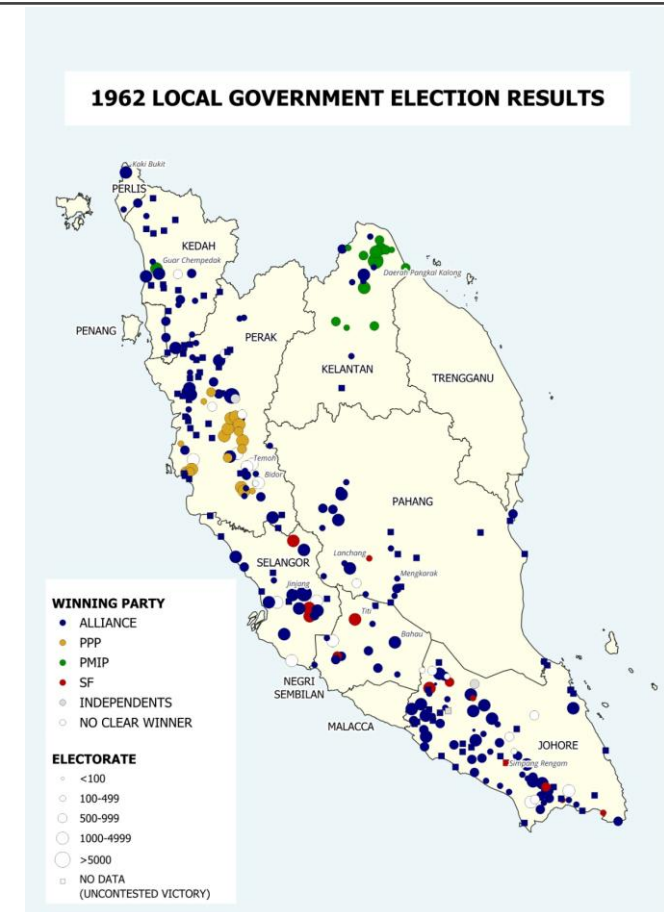 1962 LOCAL GOVERNMENT ELECTION RESULTS
Kaki Bukit
PERLIS
KEDAH
Guar Chempedak
Daerah Pangkal Kalong
PENANG
PERAK
KELANTAN
TRENGGANU
Temoh
Bidor
PAHANG
SELANGOR
Lanchang
Mengkarak
Jinjang
Titi
Bahau
NEGRI
SEMBILAN
MALACCA
JOHORE
Simpang Rengam
WINNING PARTY
ALLIANCE
PPP
PMIP
SF
INDEPENDENTS
NO CLEAR WINNER
ELECTORATE
<100
100-499
500-999
1000-4999
>5000
NO DATA
(UNCONTESTED VICTORY)